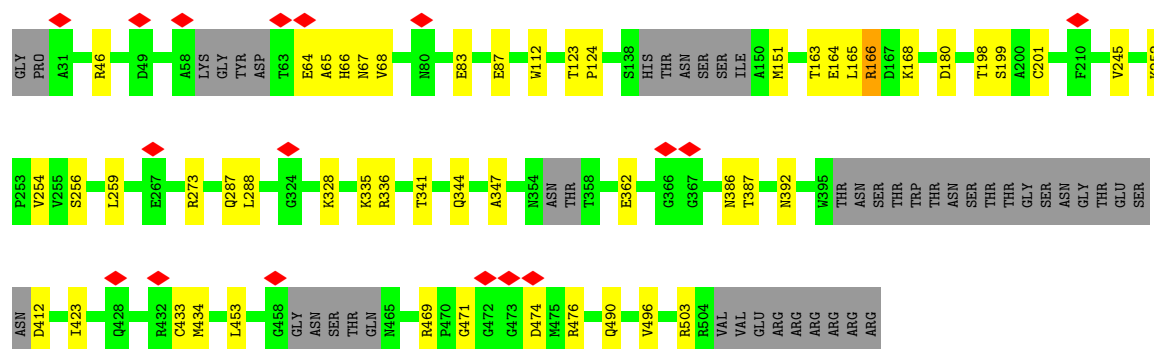 GLY PRO A31 R46 D49 A58 LYS GLY TYR ASP T63 E64 A65 H66 N67 V68 N80 E83 E87 W112 T123 P124 S138 HIS THR ASN SER SER ILE A150 M151 T163 E164 L165 R166 D167 K168 D180 T198 S199 A200 C201 F210 V245
P253 V254 V255 S256 L259 E267 R273 Q287 L288 G324 K328 K335 R336 T341 Q344 A347 N354 ASN THR T358 E362 G366 G367 N386 T387 N392 W395 THR ASN SER THR TRP THR ASN SER THR THR GLY SER ASN GLY THR GLU SER
ASN D412 I423 Q428 R432 C433 M434 L453 G458 GLY ASN SER THR GLN N465 R469 P470 G471 G472 G473 D474 M475 R476 Q490 V496 R503 R504 VAL VAL GLU ARG ARG ARG ARG ARG ARG